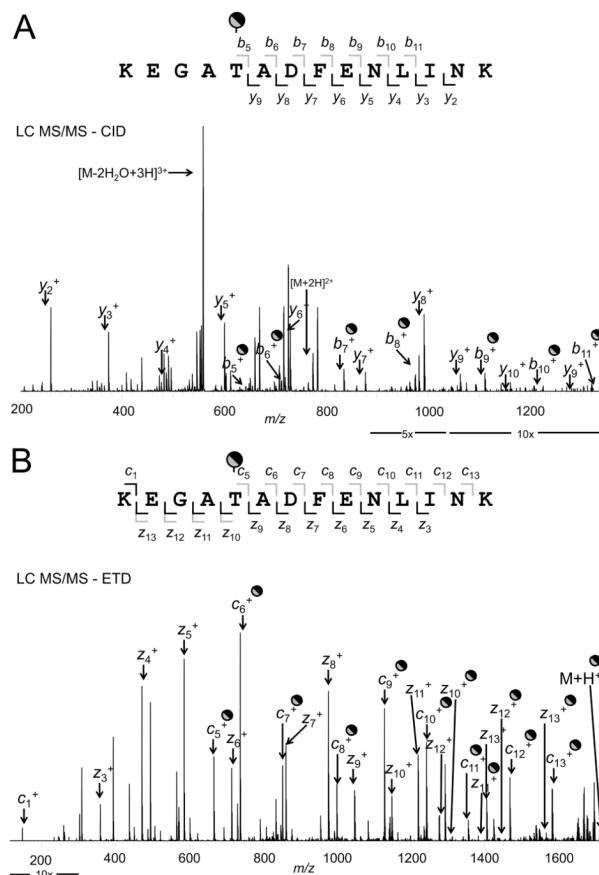 A
b5 b6 b7 b8 b9 b10 b11
K E G A T A D F E N L I N K
y9 y8 y7 y6 y5 y4 y3 y2
LC MS/MS - CID
[M-2H2O+3H]3+
[M+2H]2+
y2+
y3+
y4+
y5+
b5+
b6+
y6
b7+
y7+
b8+
y8+
y9+
b9+
y10+
b10+
y9+
b11+
200 400 600 800 1000 1200
m/z
5x
10x
B
c1 c5 c6 c7 c8 c9 c10 c11 c12 c13
K E G A T A D F E N L I N K
z13 z12 z11 z10 z9 z8 z7 z6 z5 z4 z3
LC MS/MS - ETD
c1+
z3+
z4+
z5+
c5+
z6+
c6+
c7+
z7+
z8+
c8+
z9+
c9+
z10+
z11+
c10+
z12+
z10+
c11+
z13+
z12+
c12+
z13+
c13+
M+H+
200 400 600 800 1000 1200 1400 1600
10x
m/z